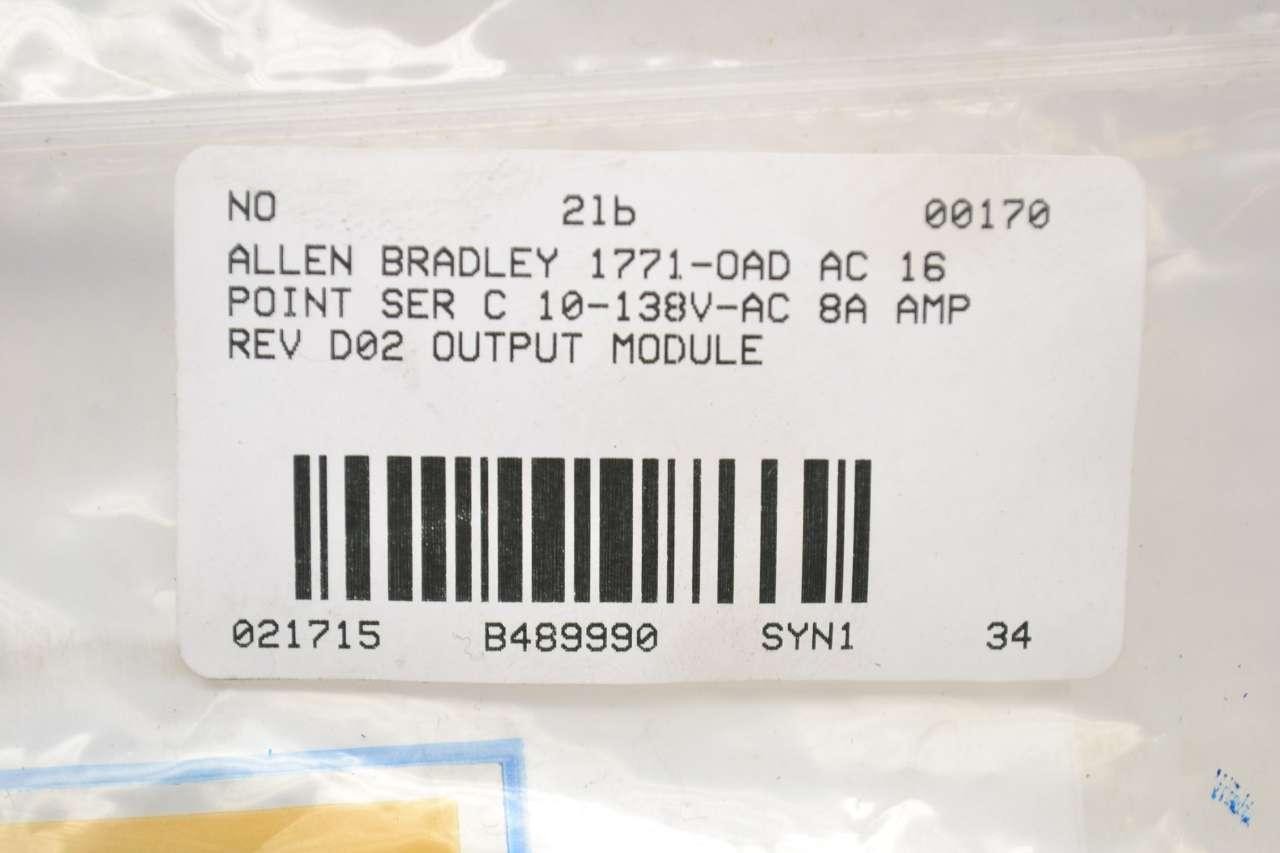 NO 2lb 00170
ALLEN BRADLEY 1771-OAD AC 16
POINT SER C 10-138V-AC 8A AMP
REV D02 OUTPUT MODULE
021715 B489990 SYN1 34